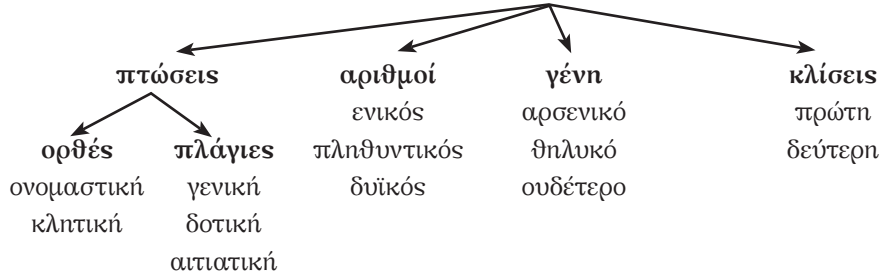 πτώσεις αριθμοί γένη κλίσεις
ενικός αρσενικό πρώτη
ορθές πλάγιες πληθυντικός θηλυκό δεύτερη
ονομαστική γενική δυϊκός ουδέτερο
κλητική δοτική
αιτιατική